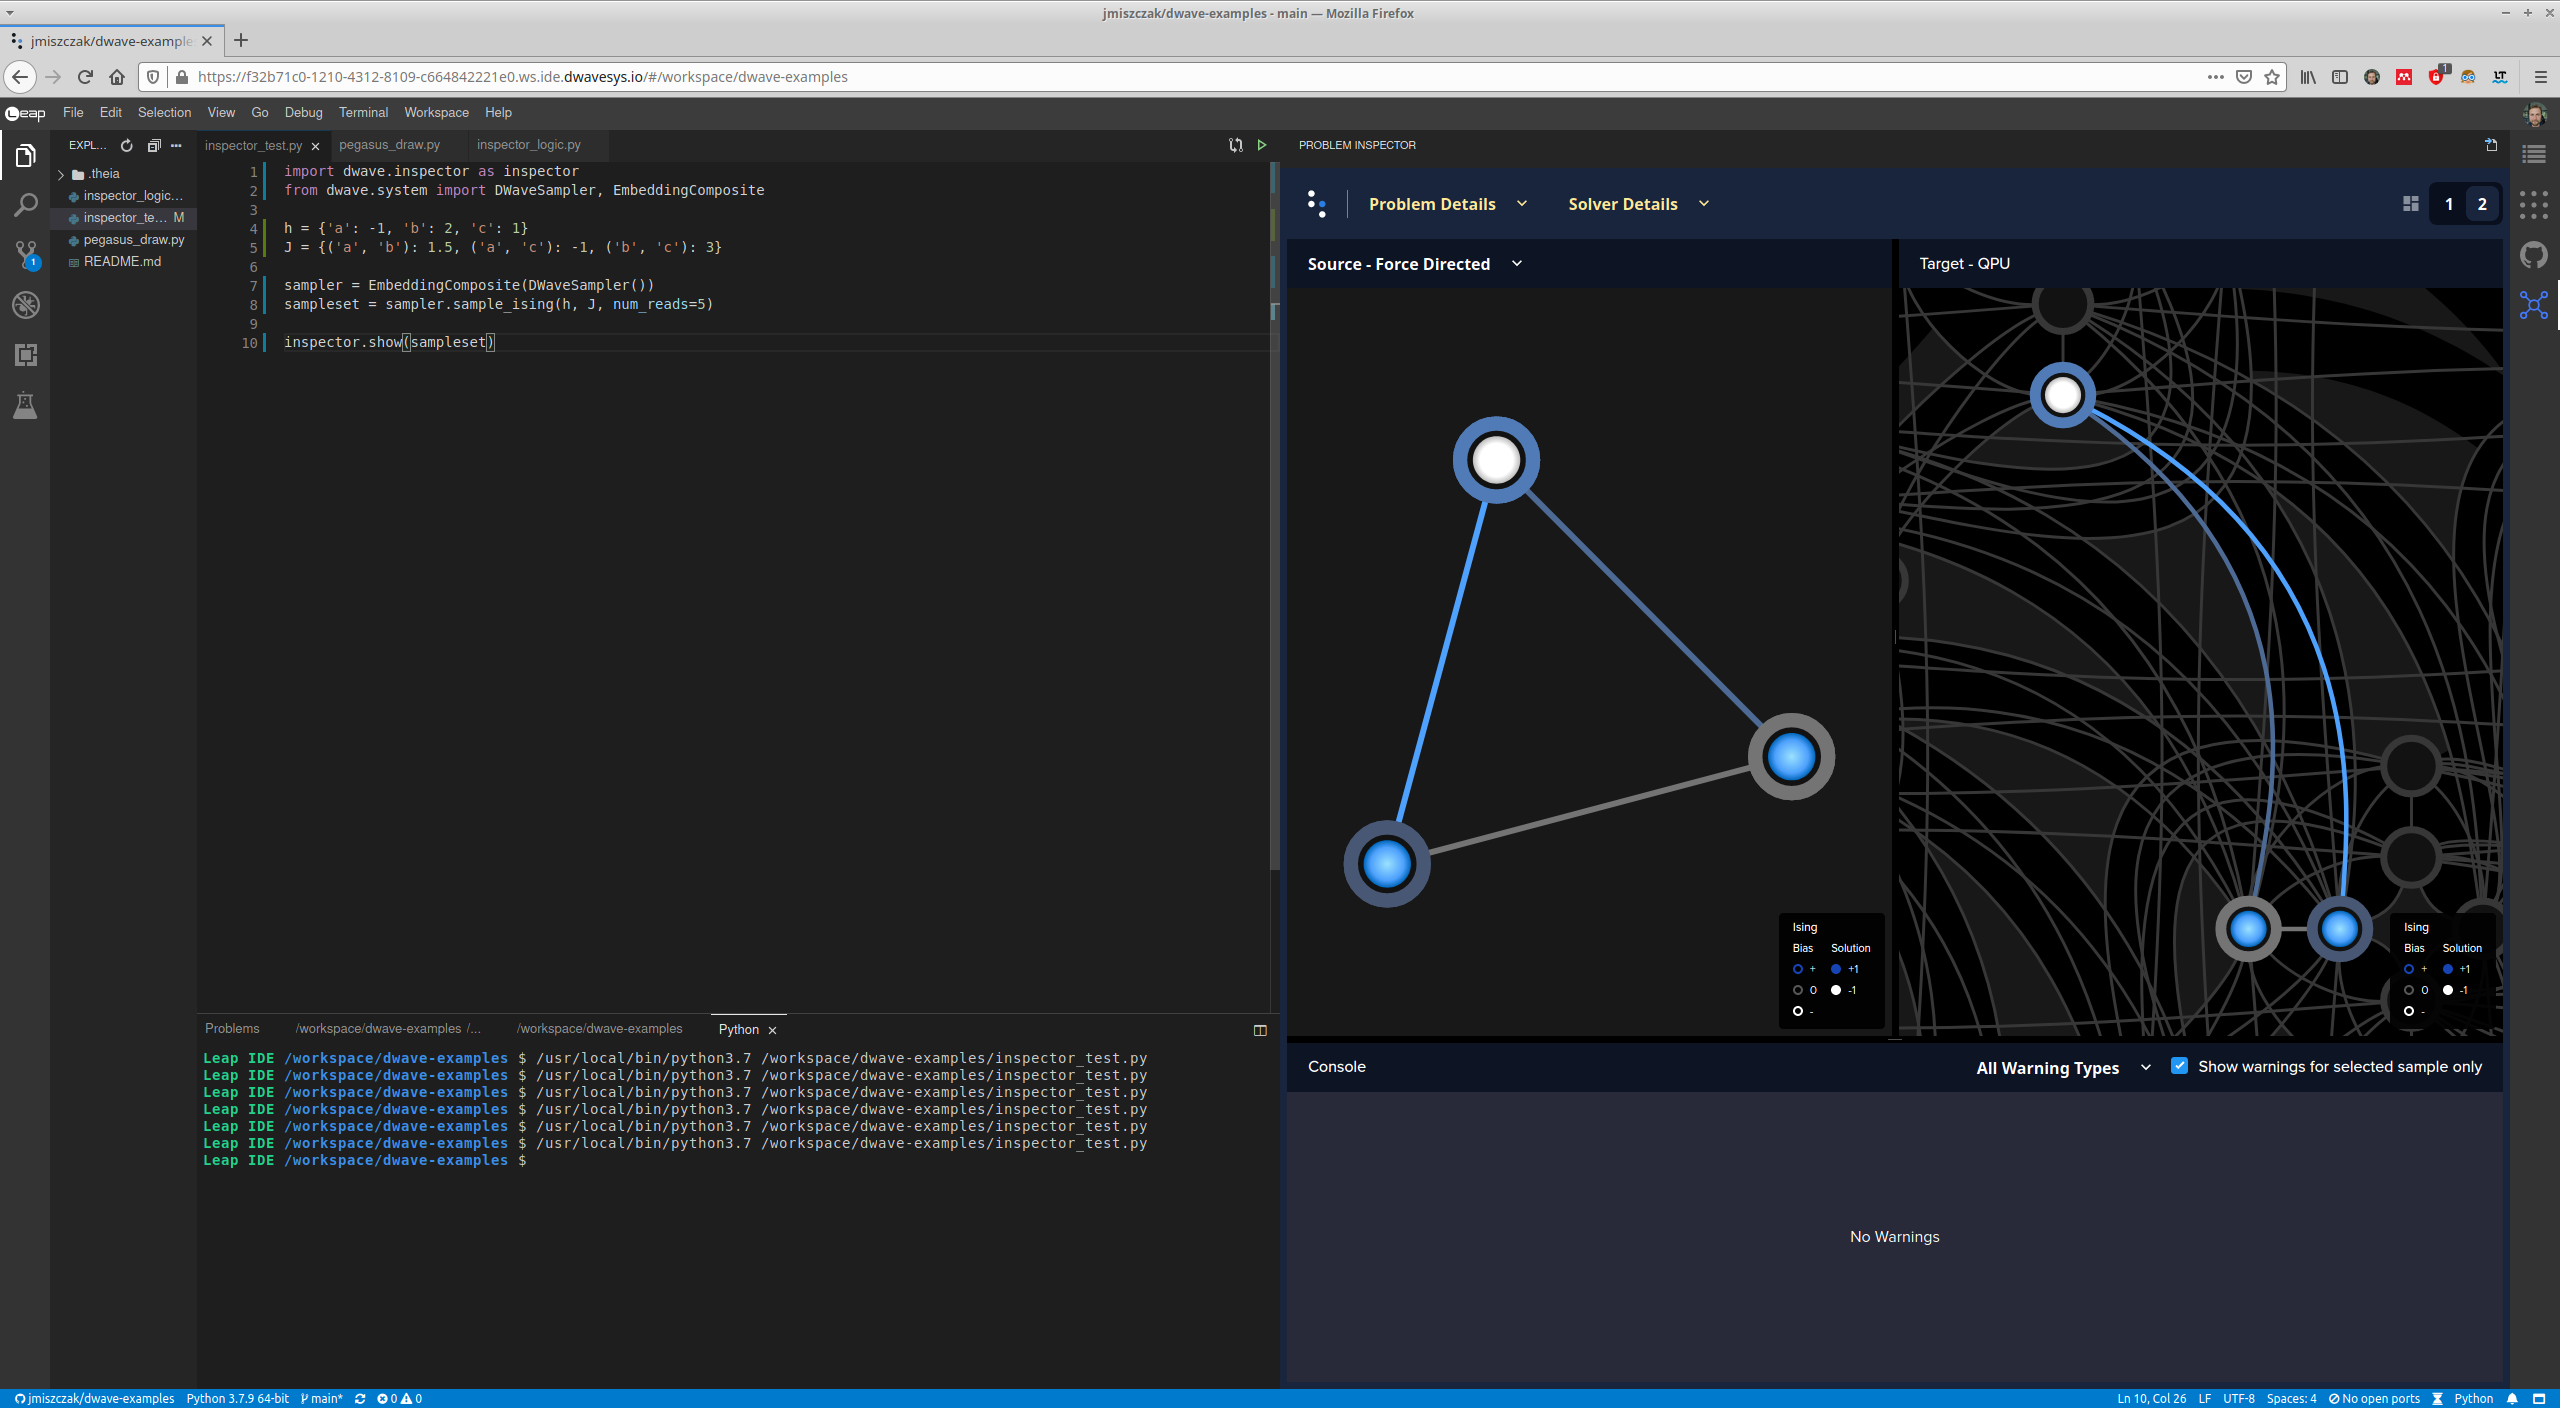 jmiszczak/dwave-examples - main — Mozilla Firefox
jmiszczak/dwave-example
https://f32b71c0-1210-4312-8109-c664842221e0.ws.ide.dwavesys.io/#/workspace/dwave-examples
1
LT
Leap File Edit Selection View Go Debug Terminal Workspace Help
EXPL...
.theia
inspector_logic...
inspector_te... M
pegasus_draw.py
README.md
1
inspector_test.py pegasus_draw.py inspector_logic.py
1 import dwave.inspector as inspector
2 from dwave.system import DWaveSampler, EmbeddingComposite
3
4 h = {'a': -1, 'b': 2, 'c': 1}
5 J = {('a', 'b'): 1.5, ('a', 'c'): -1, ('b', 'c'): 3}
6
7 sampler = EmbeddingComposite(DWaveSampler())
8 sampleset = sampler.sample_ising(h, J, num_reads=5)
9
10 inspector.show(sampleset)
PROBLEM INSPECTOR
Problem Details Solver Details 1 2
Source - Force Directed
Target - QPU
Ising
Bias Solution
+ +1
0 -1
-
Ising
Bias Solution
+ +1
0 -1
-
Console All Warning Types Show warnings for selected sample only
No Warnings
Problems /workspace/dwave-examples /... /workspace/dwave-examples Python
Leap IDE /workspace/dwave-examples $ /usr/local/bin/python3.7 /workspace/dwave-examples/inspector_test.py
Leap IDE /workspace/dwave-examples $ /usr/local/bin/python3.7 /workspace/dwave-examples/inspector_test.py
Leap IDE /workspace/dwave-examples $ /usr/local/bin/python3.7 /workspace/dwave-examples/inspector_test.py
Leap IDE /workspace/dwave-examples $ /usr/local/bin/python3.7 /workspace/dwave-examples/inspector_test.py
Leap IDE /workspace/dwave-examples $ /usr/local/bin/python3.7 /workspace/dwave-examples/inspector_test.py
Leap IDE /workspace/dwave-examples $ /usr/local/bin/python3.7 /workspace/dwave-examples/inspector_test.py
Leap IDE /workspace/dwave-examples $
jmiszczak/dwave-examples Python 3.7.9 64-bit main* 0 0 Ln 10, Col 26 LF UTF-8 Spaces: 4 No open ports Python